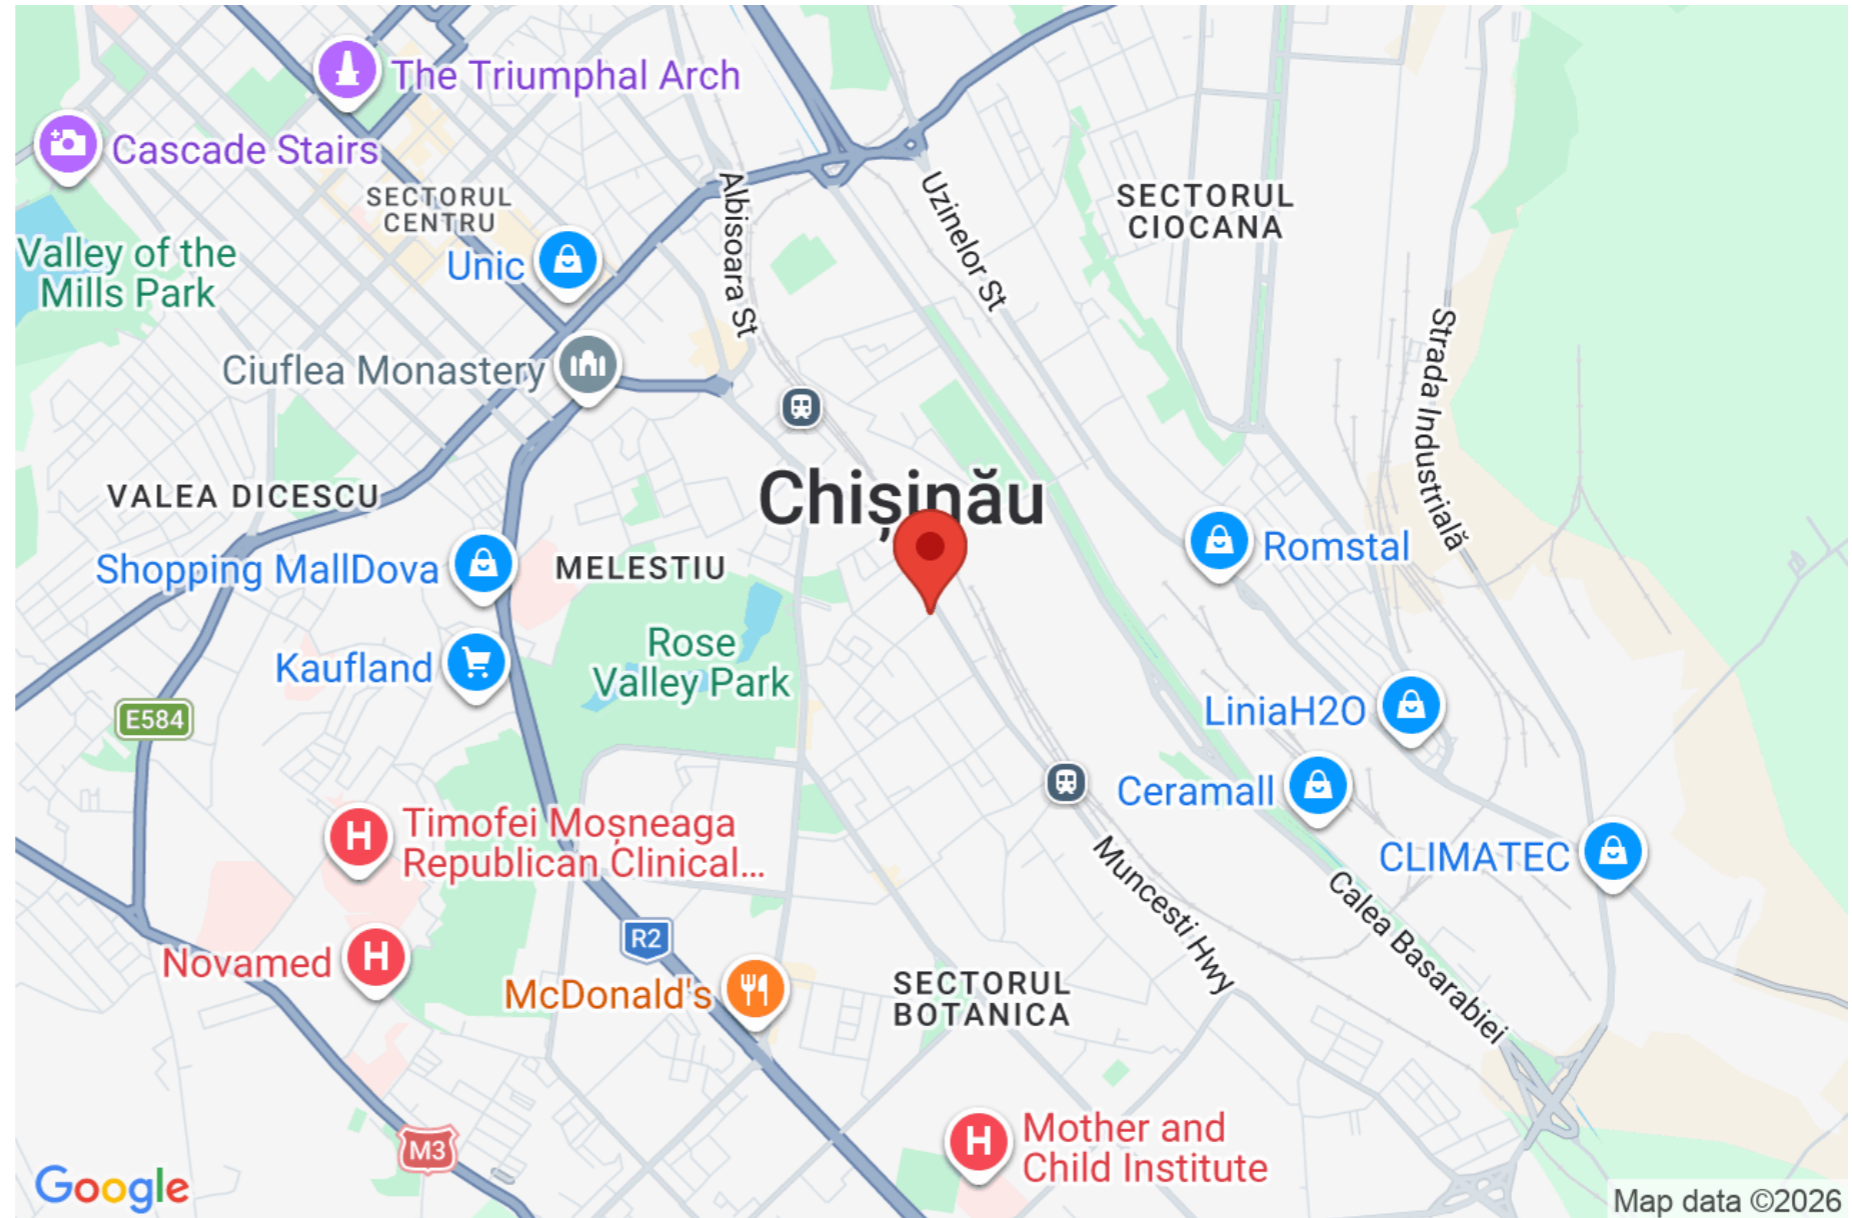 The Triumphal Arch
Cascade Stairs
SECTORUL
CENTRU
Valley of the
Mills Park
Unic
Albisoara St
Uzinelor St
SECTORUL
CIOCANA
Ciuflea Monastery
Strada Industrială
VALEA DICESCU
Chișinău
Shopping MallDova
MELESTIU
Romstal
Kaufland
Rose
Valley Park
E584
LiniaH2O
Ceramall
Timofei Moșneaga
Republican Clinical...
H
CLIMATEC
Muncesti Hwy
Calea Basarabiei
Novamed
H
R2
McDonald's
SECTORUL
BOTANICA
H
Mother and
Child Institute
M3
Google
Map data ©2026